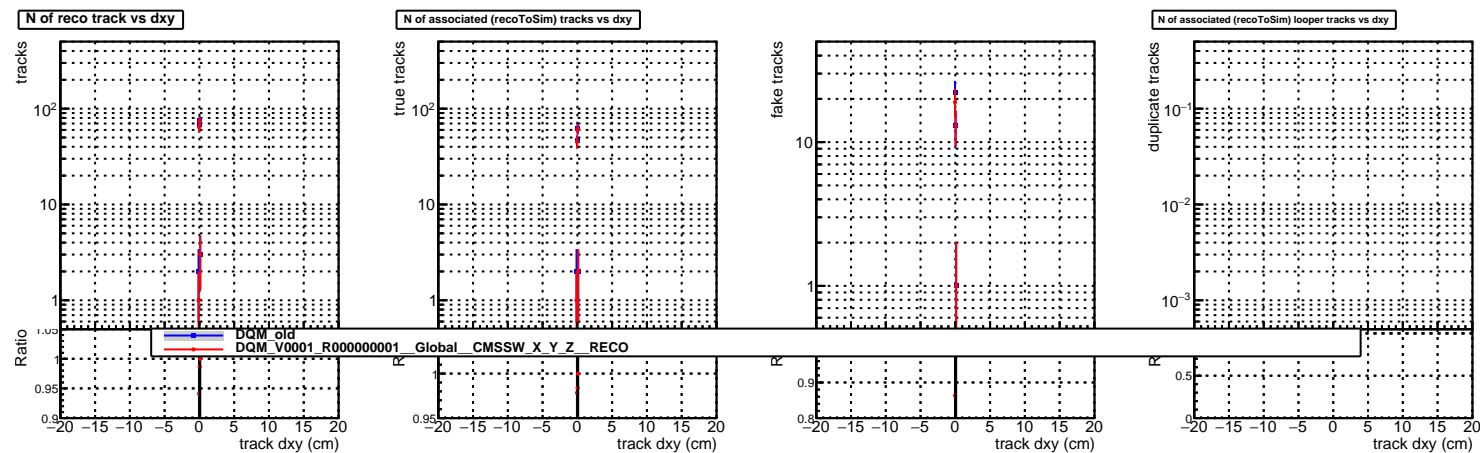 N of reco track vs dxy
tracks
10²
10
1
Ratio
1.05
1
0.95
0.9
−20 −15 −10 −5 0 5 10 15 20
track dxy (cm)
N of associated (recoToSim) tracks vs dxy
true tracks
10²
10
1
1
0.95
−20 −15 −10 −5 0 5 10 15 20
track dxy (cm)
fake tracks
10
1
0.9
0.8
−20 −15 −10 −5 0 5 10 15 20
track dxy (cm)
N of associated (recoToSim) looper tracks vs dxy
duplicate tracks
10⁻¹
10⁻²
10⁻³
0.5
0
−20 −15 −10 −5 0 5 10 15 20
track dxy (cm)
DQM_old
DQM_V0001_R000000001__Global__CMSSW_X_Y_Z__RECO